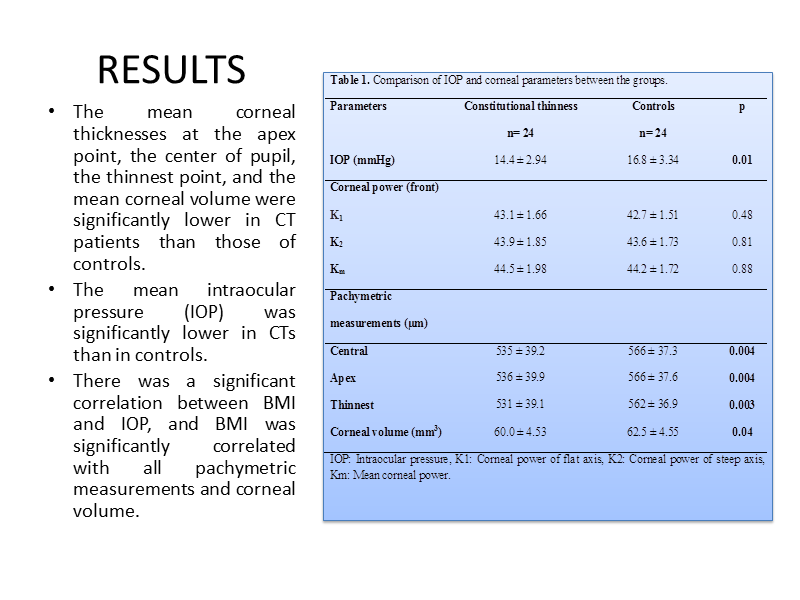 RESULTS
• The mean corneal
thicknesses at the apex
point, the center of pupil,
the thinnest point, and the
mean corneal volume were
significantly lower in CT
patients than those of
controls.
• The mean intraocular
pressure (IOP) was
significantly lower in CTs
than in controls.
• There was a significant
correlation between BMI
and IOP, and BMI was
significantly correlated
with all pachymetric
measurements and corneal
volume.
Table 1. Comparison of IOP and corneal parameters between the groups.
Parameters Constitutional thinness Controls p
n= 24 n= 24
IOP (mmHg) 14.4 ± 2.94 16.8 ± 3.34 0.01
Corneal power (front)
K1 43.1 ± 1.66 42.7 ± 1.51 0.48
K2 43.9 ± 1.85 43.6 ± 1.73 0.81
Km 44.5 ± 1.98 44.2 ± 1.72 0.88
Pachymetric
measurements (µm)
Central 535 ± 39.2 566 ± 37.3 0.004
Apex 536 ± 39.9 566 ± 37.6 0.004
Thinnest 531 ± 39.1 562 ± 36.9 0.003
Corneal volume (mm³) 60.0 ± 4.53 62.5 ± 4.55 0.04
IOP: Intraocular pressure, K1: Corneal power of flat axis, K2: Corneal power of steep axis,
Km: Mean corneal power.